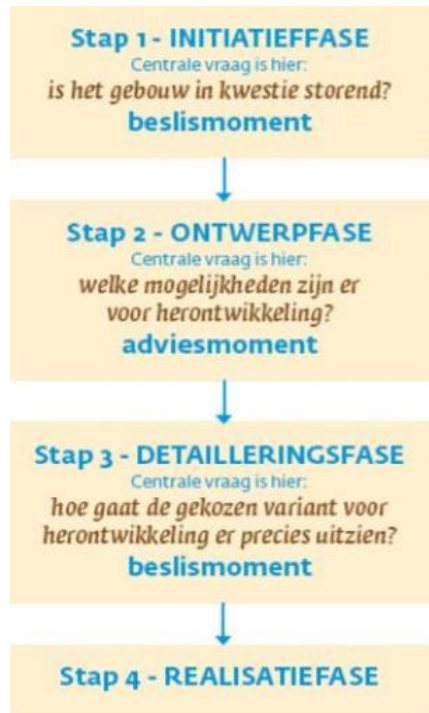 Stap 1 - INITIATIEFFASE
Centrale vraag is hier:
is het gebouw in kwestie storend?
beslismoment
Stap 2 - ONTWERPFASE
Centrale vraag is hier:
welke mogelijkheden zijn er
voor herontwikkeling?
adviesmoment
Stap 3 - DETAILLERINGSFASE
Centrale vraag is hier:
hoe gaat de gekozen variant voor
herontwikkeling er precies uitzien?
beslismoment
Stap 4 - REALISATIEFASE